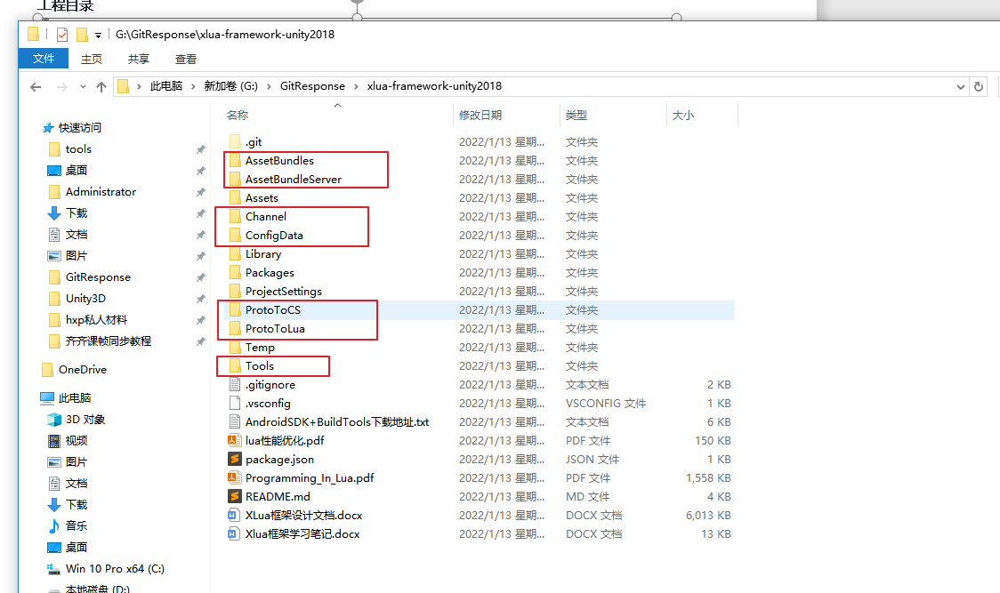 工程目录
G:\GitResponse\xlua-framework-unity2018
文件 主页 共享 查看
此电脑 新加卷 (G:) GitResponse xlua-framework-unity2018
名称 修改日期 类型 大小
快速访问
tools
桌面
Administrator
下载
文档
图片
GitResponse
Unity3D
hxp私人材料
齐齐课帧同步教程
OneDrive
此电脑
3D 对象
视频
图片
文档
下载
音乐
桌面
Win 10 Pro x64 (C:)
本地磁盘 (D:)
.git 2022/1/13 星期... 文件夹
AssetBundles 2022/1/13 星期... 文件夹
AssetBundleServer 2022/1/13 星期... 文件夹
Assets 2022/1/13 星期... 文件夹
Channel 2022/1/13 星期... 文件夹
ConfigData 2022/1/13 星期... 文件夹
Library 2022/1/13 星期... 文件夹
Packages 2022/1/13 星期... 文件夹
ProjectSettings 2022/1/13 星期... 文件夹
ProtoToCS 2022/1/13 星期... 文件夹
ProtoToLua 2022/1/13 星期... 文件夹
Temp 2022/1/13 星期... 文件夹
Tools 2022/1/13 星期... 文件夹
.gitignore 2022/1/13 星期... 文本文档 2 KB
.vsconfig 2022/1/13 星期... VSCONFIG 文件 1 KB
AndroidSDK+BuildTools下载地址.txt 2022/1/13 星期... 文本文档 6 KB
lua性能优化.pdf 2022/1/13 星期... PDF 文件 150 KB
package.json 2022/1/13 星期... JSON 文件 1 KB
Programming_In_Lua.pdf 2022/1/13 星期... PDF 文件 1,558 KB
README.md 2022/1/13 星期... MD 文件 4 KB
XLua框架设计文档.docx 2022/1/13 星期... DOCX 文档 6,013 KB
Xlua框架学习笔记.docx 2022/1/13 星期... DOCX 文档 13 KB